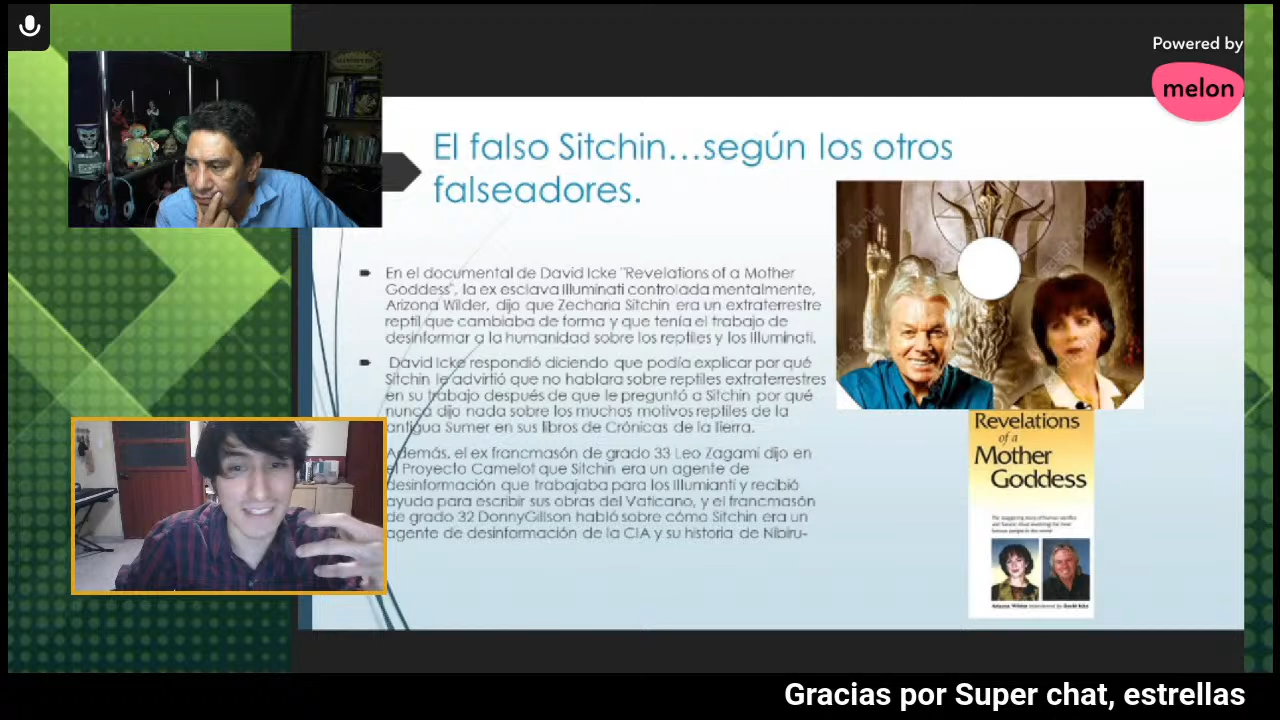 Powered by
melon
El falso Sitchin...según los otros
falseadores.
En el documental de David Icke "Revelations of a Mother
Goddess", la ex esclava Illuminati controlada mentalmente,
Arizona Wilder, dijo que Zecharia Sitchin era un extraterrestre
reptil que cambiaba de forma y que tenía el trabajo de
desinformar a la humanidad sobre los reptiles y los Illuminati.
David Icke respondió diciendo que podía explicar por qué
Sitchin le advirtió que no hablara sobre reptiles extraterrestres
en su trabajo después de que le preguntó a Sitchin por qué
nunca dijo nada sobre los muchos motivos reptiles de la
antigua Sumer en sus libros de Crónicas de la Tierra.
Además, el ex francmasón de grado 33 Leo Zagami dijo en
el Proyecto Camelot que Sitchin era un agente de
desinformación que trabajaba para los Illumianti y recibió
ayuda para escribir sus obras del Vaticano, y el francmasón
de grado 32 DonnyGillson habló sobre cómo Sitchin era un
agente de desinformación de la CIA y su historia de Nibiru-
Revelations
of a
Mother
Goddess
Arizona Wilder interviewed by David Icke
Gracias por Super chat, estrellas